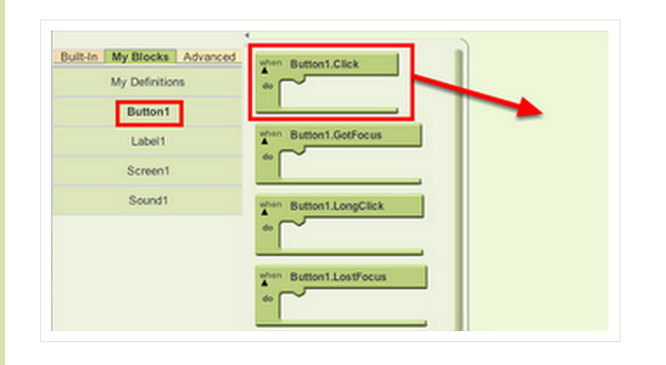 Built-In My Blocks Advanced
My Definitions
Button1
Label1
Screen1
Sound1
when Button1.Click
do
when Button1.GotFocus
do
when Button1.LongClick
do
when Button1.LostFocus
do